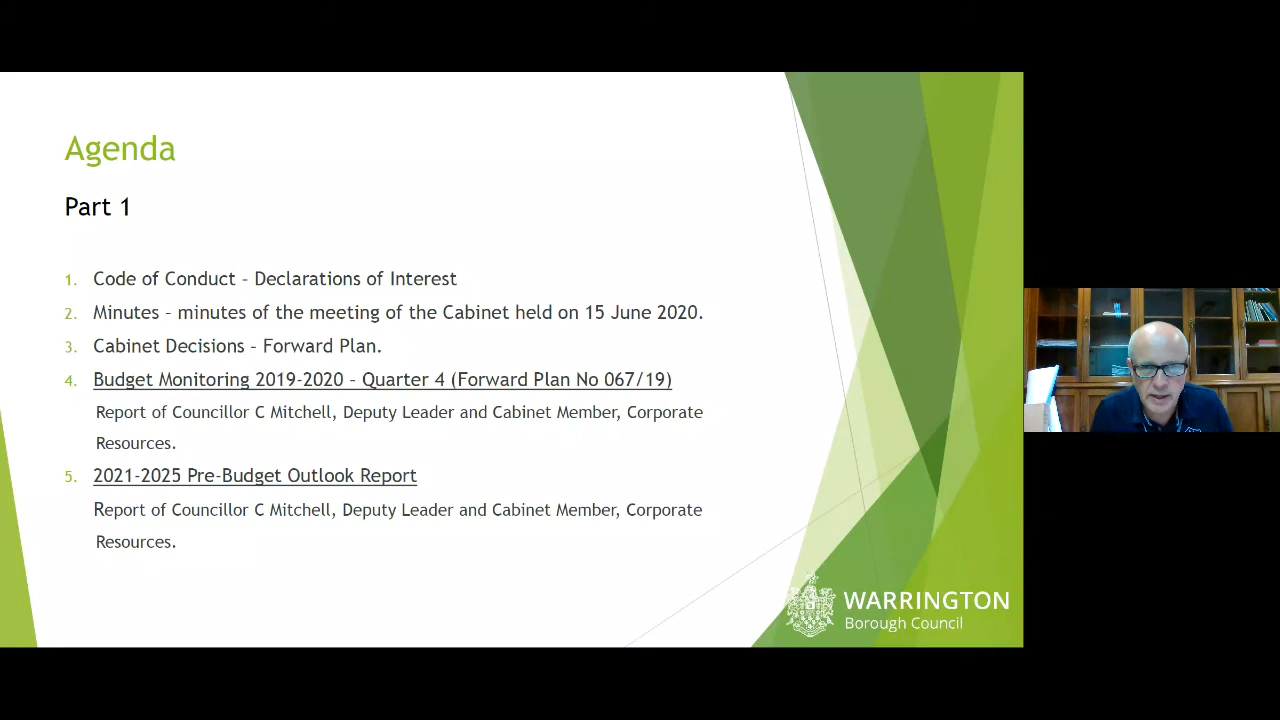 Agenda
Part 1
1. Code of Conduct – Declarations of Interest
2. Minutes – minutes of the meeting of the Cabinet held on 15 June 2020.
3. Cabinet Decisions – Forward Plan.
4. Budget Monitoring 2019-2020 – Quarter 4 (Forward Plan No 067/19)
Report of Councillor C Mitchell, Deputy Leader and Cabinet Member, Corporate
Resources.
5. 2021-2025 Pre-Budget Outlook Report
Report of Councillor C Mitchell, Deputy Leader and Cabinet Member, Corporate
Resources.
WARRINGTON
Borough Council